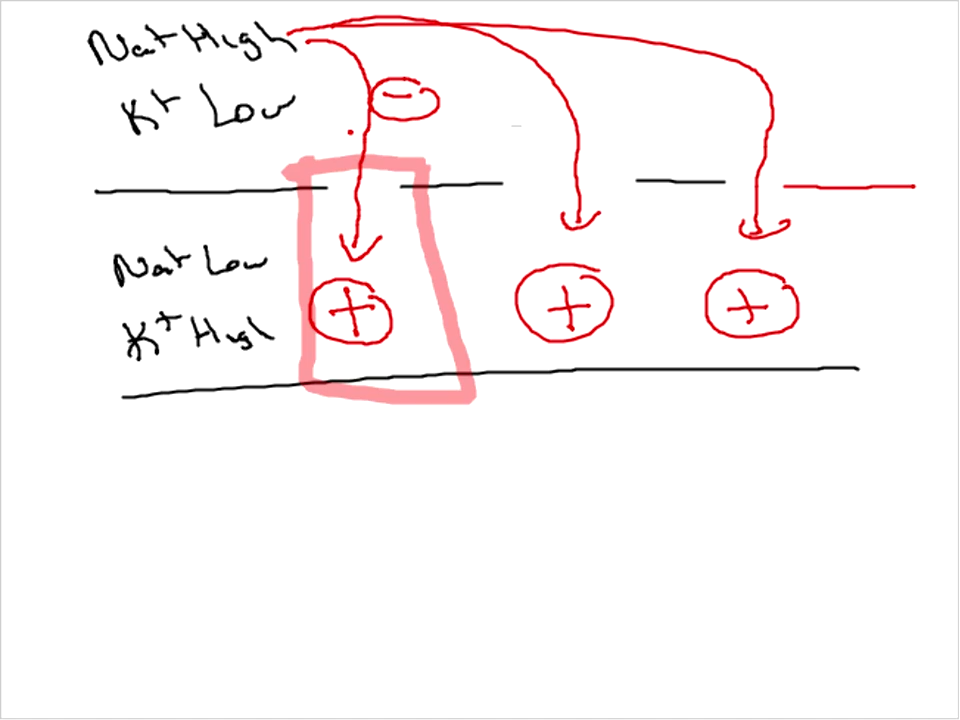 Na+ High
K+ Low
−
Na+ Low
K+ High
+ + +